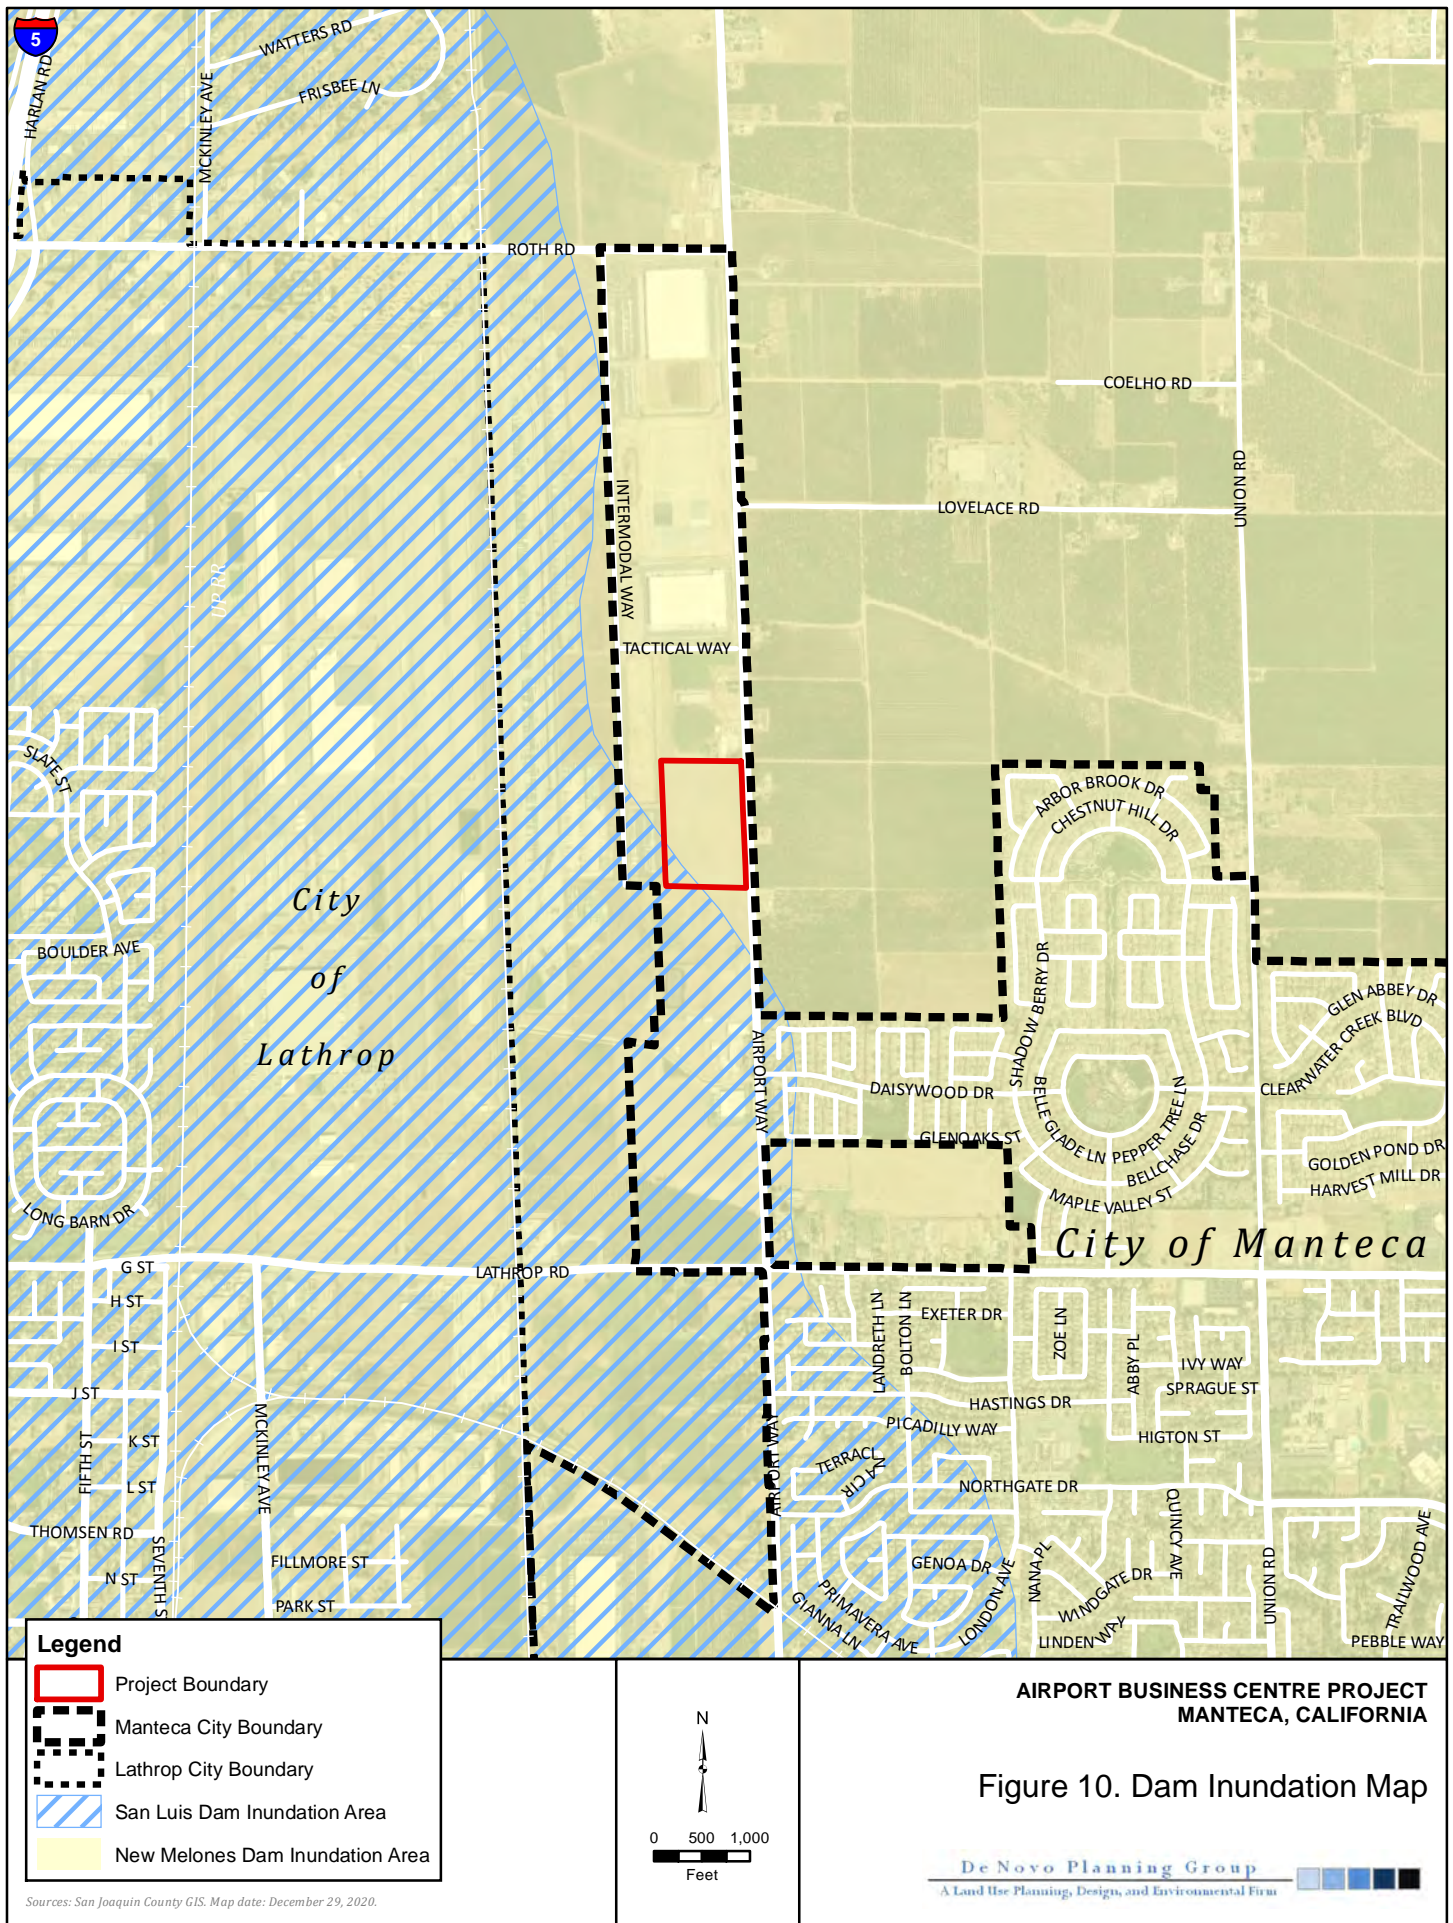 5
HARLAN RD
MCKINLEY AVE
WATTERS RD
FRISBEE LN
ROTH RD
COELHO RD
UNION RD
LOVELACE RD
INTERMODAL WAY
UPRR
TACTICAL WAY
SLATE ST
ARBOR BROOK DR
CHESTNUT HILL DR
City
of
Lathrop
BOULDER AVE
SHADOW BERRY DR
GLEN ABBEY DR
CLEARWATER CREEK BLVD
AIRPORT WAY
DAISYWOOD DR
BELLE GLADE LN
PEPPER TREE LN
BELLCHASE DR
GLENOAKS ST
GOLDEN POND DR
HARVEST MILL DR
MAPLE VALLEY ST
LONG BARN DR
City of Manteca
G ST
LATHROP RD
H ST
I ST
J ST
K ST
L ST
N ST
FIFTH ST
MCKINLEY AVE
THOMSEN RD
SEVENTH S
FILLMORE ST
PARK ST
LANDRETH LN
BOLTON LN
EXETER DR
ZOE LN
ABBY PL
IVY WAY
SPRAGUE ST
HASTINGS DR
PICADILLY WAY
HIGTON ST
AIRPORT WAY
TERRACINA CIR
NORTHGATE DR
QUINCY AVE
GENOA DR
PRIMAVERA AVE
GIANNA LN
LONDON AVE
NANA PL
WINDGATE DR
LINDEN WAY
UNION RD
TRAILWOOD AVE
PEBBLE WAY
Legend
Project Boundary
Manteca City Boundary
Lathrop City Boundary
San Luis Dam Inundation Area
New Melones Dam Inundation Area
Sources: San Joaquin County GIS. Map date: December 29, 2020.
N
0 500 1,000
Feet
AIRPORT BUSINESS CENTRE PROJECT
MANTECA, CALIFORNIA
Figure 10. Dam Inundation Map
De Novo Planning Group
A Land Use Planning, Design, and Environmental Firm